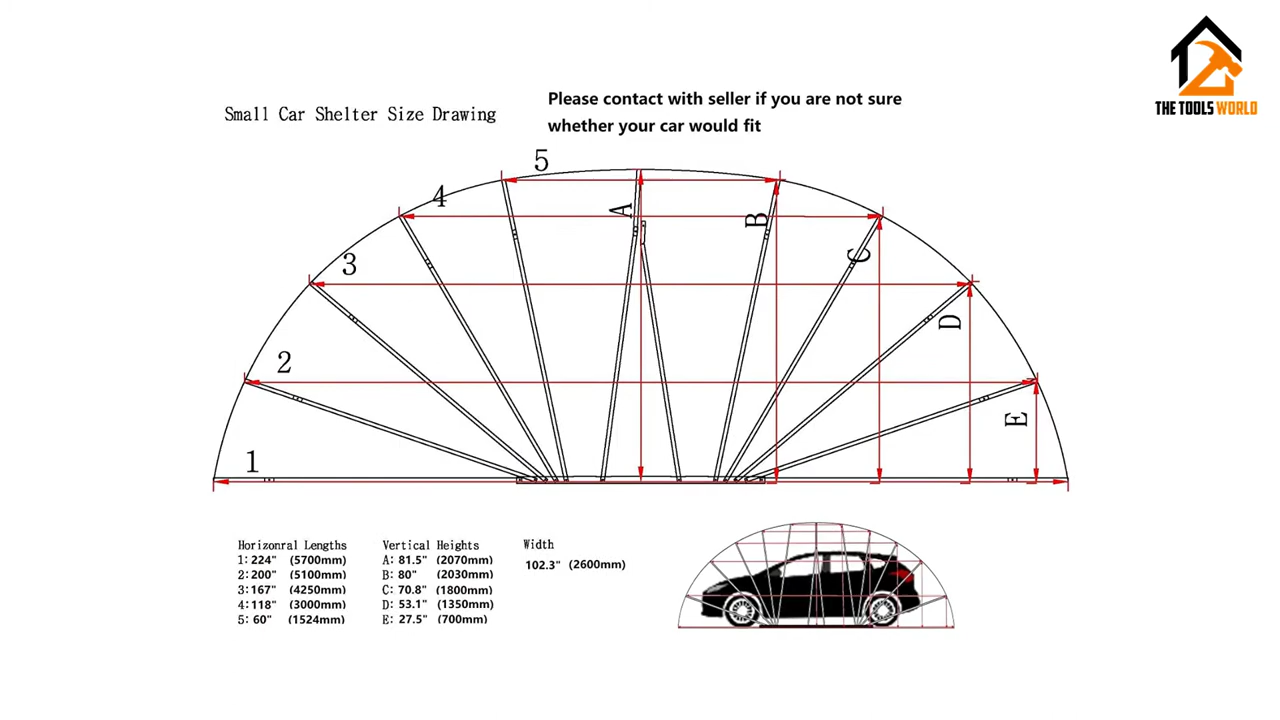 THE TOOLS WORLD
Small Car Shelter Size Drawing
Please contact with seller if you are not sure
whether your car would fit
5
4
A
B
3
C
D
2
E
1
Horizonral Lengths
1: 224" (5700mm)
2: 200" (5100mm)
3: 167" (4250mm)
4: 118" (3000mm)
5: 60" (1524mm)
Vertical Heights
A: 81.5" (2070mm)
B: 80" (2030mm)
C: 70.8" (1800mm)
D: 53.1" (1350mm)
E: 27.5" (700mm)
Width
102.3" (2600mm)